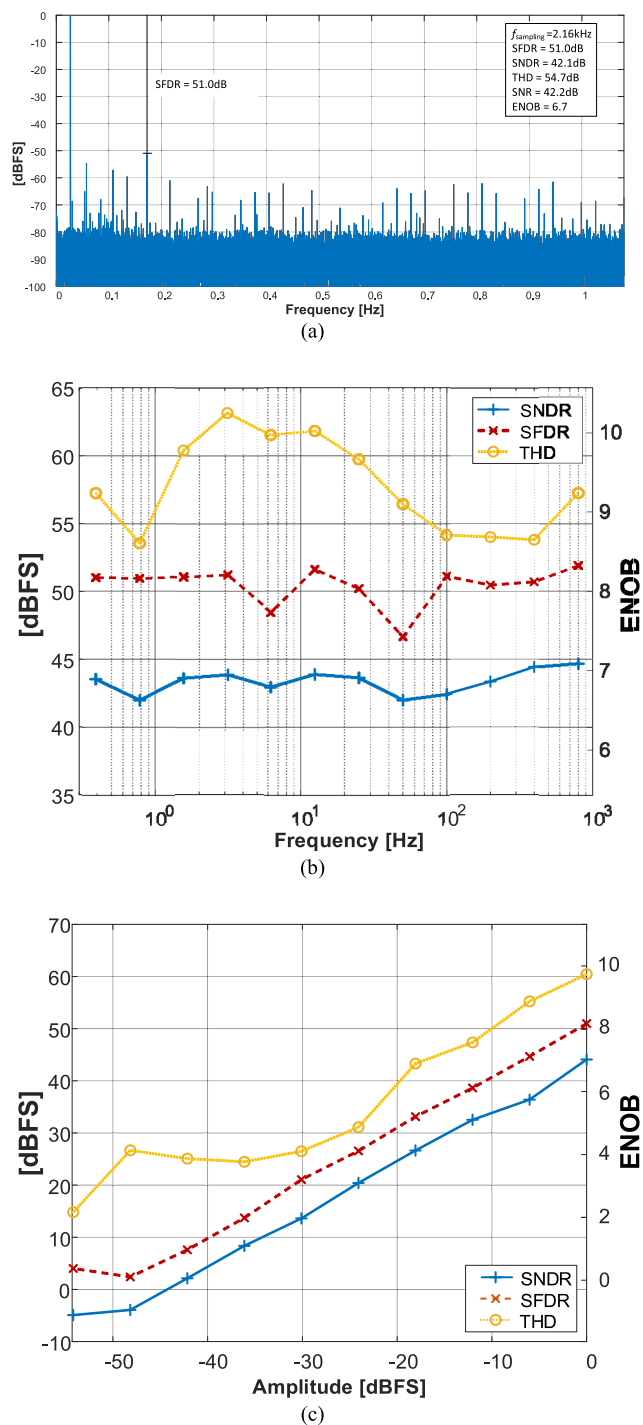 0
-10
-20
-30
-40
-50
-60
-70
-80
-90
-100
[dBFS]
SFDR = 51.0dB
fsampling =2.16kHz
SFDR = 51.0dB
SNDR = 42.1dB
THD = 54.7dB
SNR = 42.2dB
ENOB = 6.7
0 0.1 0.2 0.3 0.4 0.5 0.6 0.7 0.8 0.9 1
Frequency [Hz]
(a)
65
60
55
50
45
40
35
[dBFS]
SNDR
SFDR
THD
10
9
8
7
6
ENOB
10⁰ 10¹ 10² 10³
Frequency [Hz]
(b)
70
60
50
40
30
20
10
0
-10
[dBFS]
10
8
6
4
2
0
ENOB
SNDR
SFDR
THD
-50 -40 -30 -20 -10 0
Amplitude [dBFS]
(c)